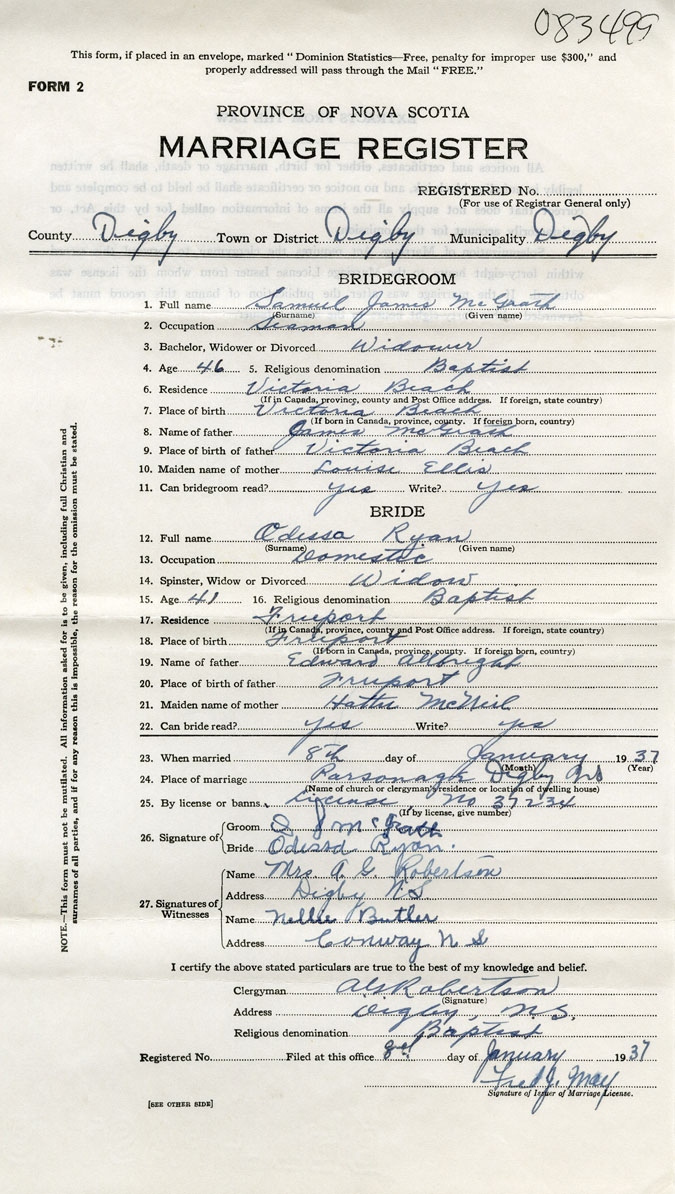 083499
This form, if placed in an envelope, marked "Dominion Statistics—Free, penalty for improper use $300," and
properly addressed will pass through the Mail "FREE."
FORM 2
PROVINCE OF NOVA SCOTIA
MARRIAGE REGISTER
REGISTERED No.
(For use of Registrar General only)
County Digby Town or District Digby Municipality Digby
BRIDEGROOM
1. Full name Samuel James McGrath
(Surname) (Given name)
2. Occupation Seaman
3. Bachelor, Widower or Divorced Widower
4. Age 46 5. Religious denomination Baptist
6. Residence Victoria Beach
(If in Canada, province, county and Post Office address. If foreign, state country)
7. Place of birth Victoria Beach
(If born in Canada, province, county. If foreign born, country)
8. Name of father James McGrath
9. Place of birth of father Victoria Beach
10. Maiden name of mother Louise Ellis
11. Can bridegroom read? yes Write? yes
BRIDE
12. Full name Odessa Ryan
(Surname) (Given name)
13. Occupation Domestic
14. Spinster, Widow or Divorced Widow
15. Age 41 16. Religious denomination Baptist
17. Residence Freeport
(If in Canada, province, county and Post Office address. If foreign, state country)
18. Place of birth Freeport
(If born in Canada, province, county. If foreign born, country)
19. Name of father Edward Albright
20. Place of birth of father Freeport
21. Maiden name of mother Hattie McNeil
22. Can bride read? yes Write? yes
23. When married 8th day of January 19 37
(Month) (Year)
24. Place of marriage Parsonage Digby NS
(Name of church or clergyman's residence or location of dwelling house)
25. By license or banns License No 37234
(If by license, give number)
26. Signature of Groom S J McGrath
Bride Odessa Ryan.
27. Signatures of Witnesses
Name Mrs A. G. Robertson
Address Digby N S
Name Nellie Butler
Address Conway N S
I certify the above stated particulars are true to the best of my knowledge and belief.
Clergyman Robertson
(Signature)
Address Digby, N.S.
Religious denomination Baptist
Registered No. Filed at this office day of January 19 37
Fred J. May
Signature of Issuer of Marriage License.
[SEE OTHER SIDE]
NOTE.—This form must not be mutilated. All information asked for is to be given, including full Christian and
surnames of all parties, and if for any reason this is impossible, the reason for the omission must be stated.